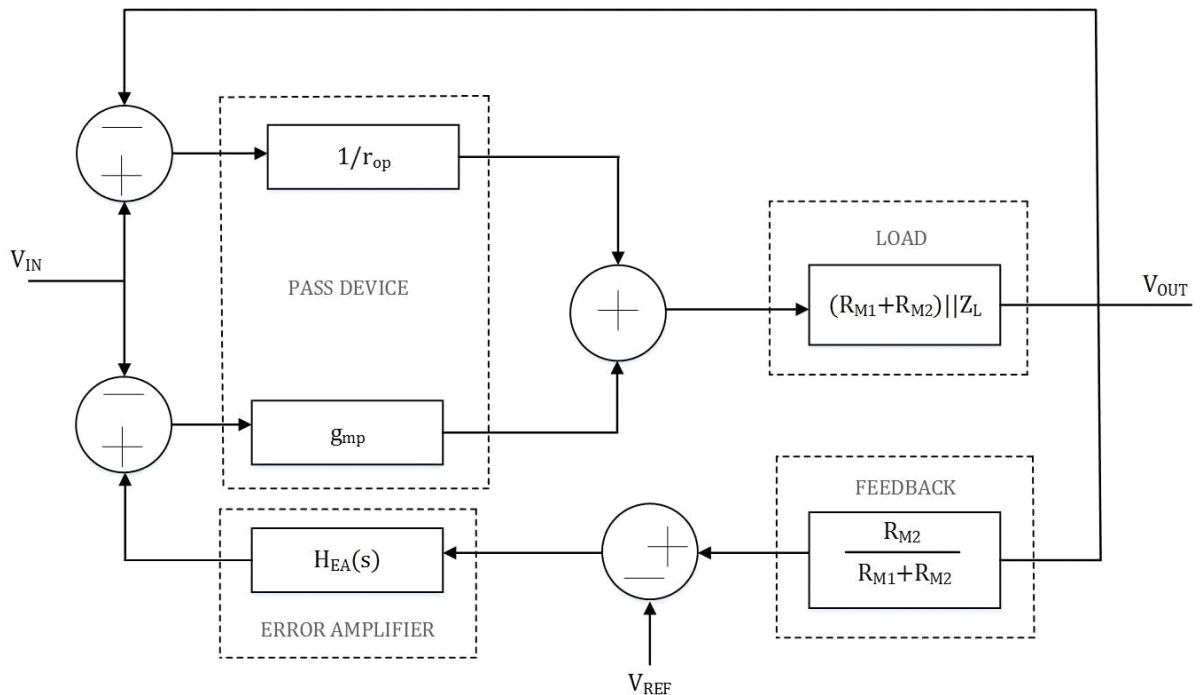 −
+
1/r_op
V_IN
PASS DEVICE
LOAD
(R_M1+R_M2)||Z_L
V_OUT
+
−
+
g_mp
FEEDBACK
R_M2
R_M1+R_M2
+
−
H_EA(s)
ERROR AMPLIFIER
V_REF